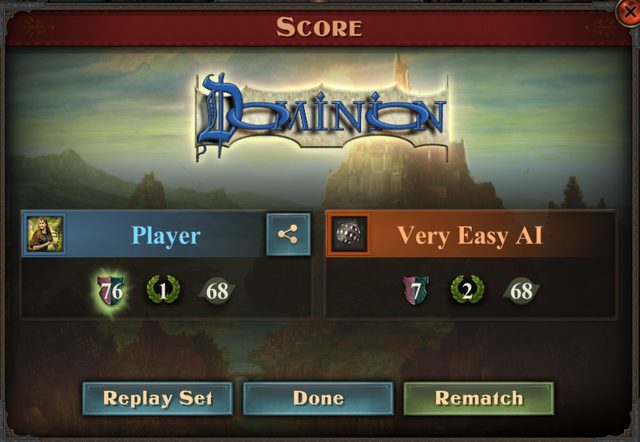 SCORE
DOMINION
Player
Very Easy AI
76 1 68
7 2 68
Replay Set
Done
Rematch